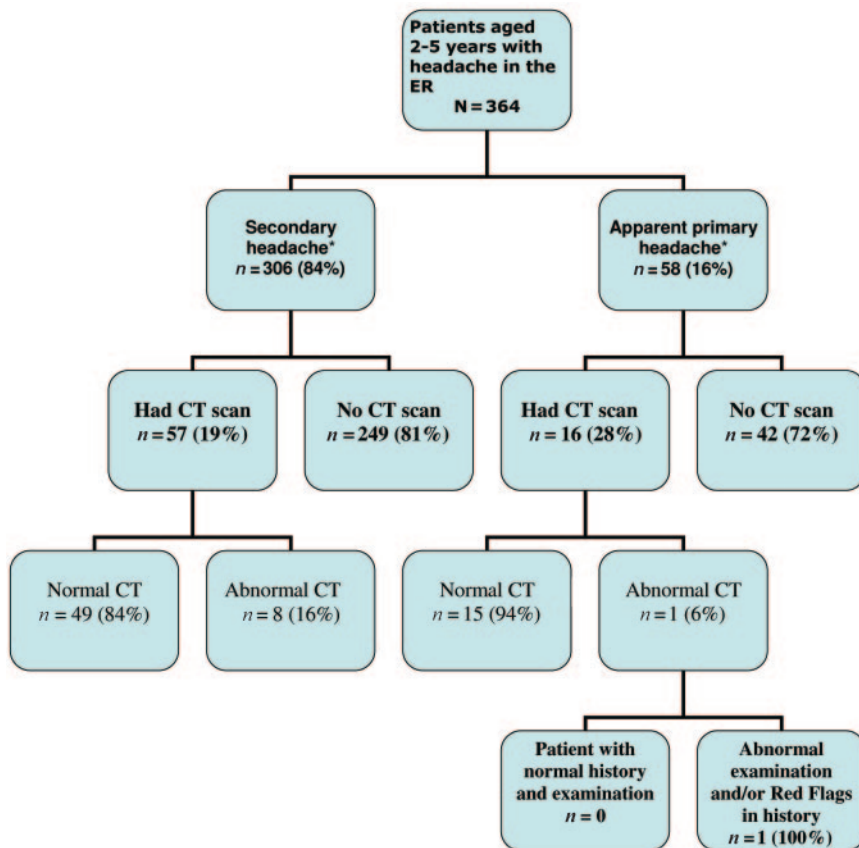 Patients aged
2-5 years with
headache in the
ER
N = 364
Secondary
headache*
n = 306 (84%)
Apparent primary
headache*
n = 58 (16%)
Had CT scan
n = 57 (19%)
No CT scan
n = 249 (81%)
Had CT scan
n = 16 (28%)
No CT scan
n = 42 (72%)
Normal CT
n = 49 (84%)
Abnormal CT
n = 8 (16%)
Normal CT
n = 15 (94%)
Abnormal CT
n = 1 (6%)
Patient with
normal history
and examination
n = 0
Abnormal
examination
and/or Red Flags
in history
n = 1 (100%)